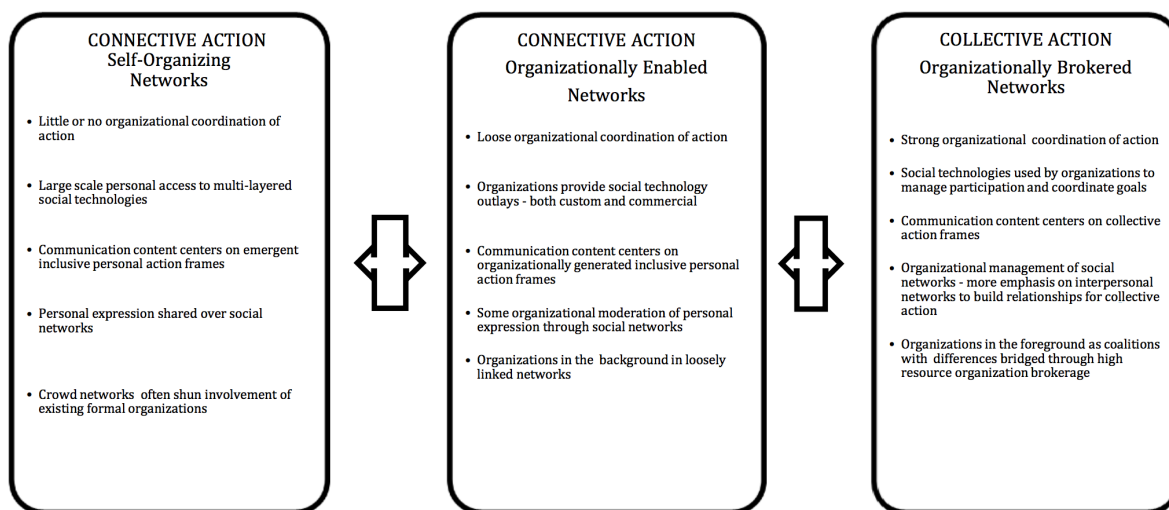 CONNECTIVE ACTION
Self-Organizing
Networks
• Little or no organizational coordination of
action
• Large scale personal access to multi-layered
social technologies
• Communication content centers on emergent
inclusive personal action frames
• Personal expression shared over social
networks
• Crowd networks often shun involvement of
existing formal organizations
CONNECTIVE ACTION
Organizationally Enabled
Networks
• Loose organizational coordination of action
• Organizations provide social technology
outlays - both custom and commercial
• Communication content centers on
organizationally generated inclusive personal
action frames
• Some organizational moderation of personal
expression through social networks
• Organizations in the background in loosely
linked networks
COLLECTIVE ACTION
Organizationally Brokered
Networks
• Strong organizational coordination of action
• Social technologies used by organizations to
manage participation and coordinate goals
• Communication content centers on collective
action frames
• Organizational management of social
networks - more emphasis on interpersonal
networks to build relationships for collective
action
• Organizations in the foreground as coalitions
with differences bridged through high
resource organization brokerage